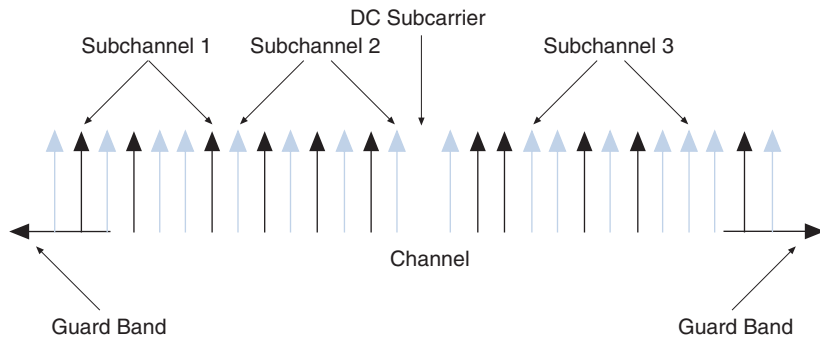 DC Subcarrier
Subchannel 1
Subchannel 2
Subchannel 3
Channel
Guard Band
Guard Band